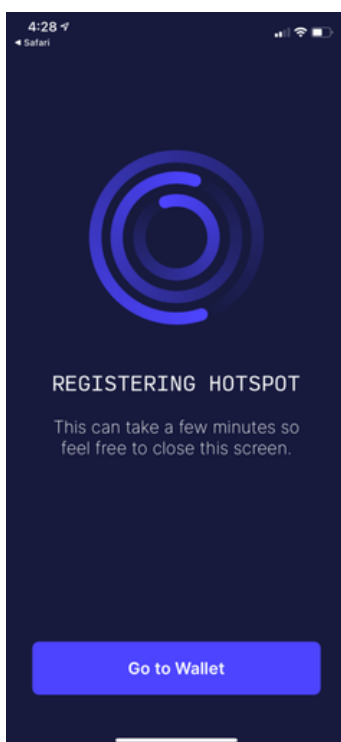 4:28
◀ Safari
REGISTERING HOTSPOT
This can take a few minutes so
feel free to close this screen.
Go to Wallet